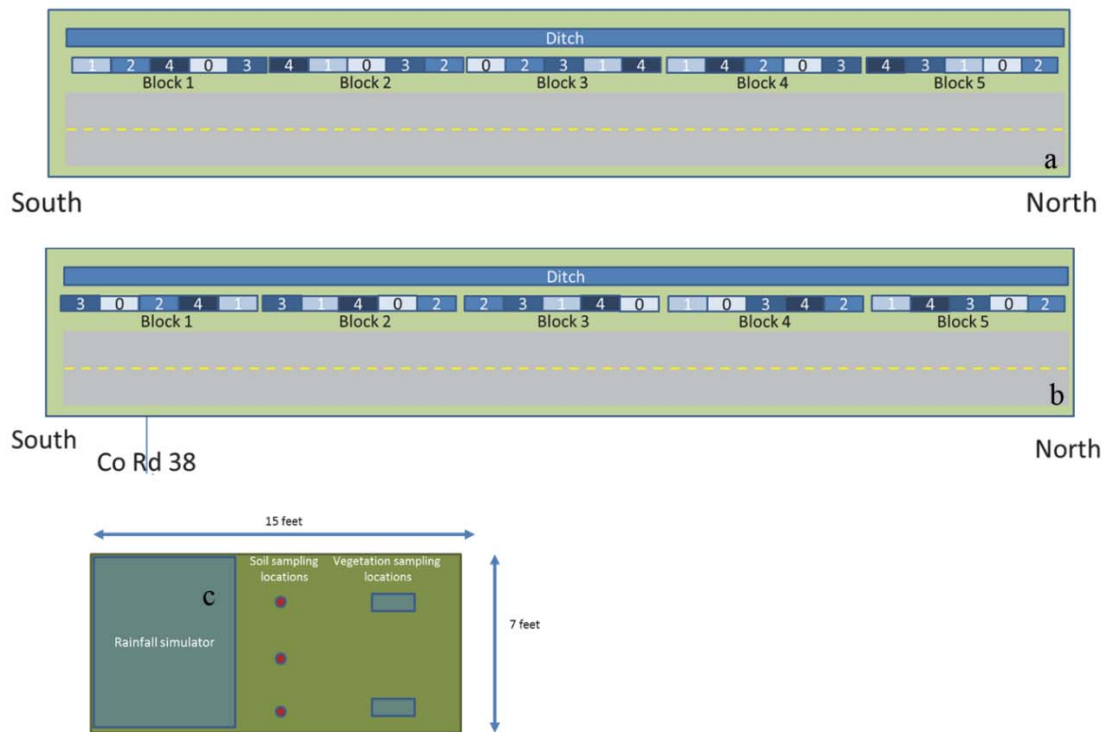 Ditch
1 2 4 0 3 4 1 0 3 2 0 2 3 1 4 1 4 2 0 3 4 3 1 0 2
Block 1 Block 2 Block 3 Block 4 Block 5
a
South North
Ditch
3 0 2 4 1 3 1 4 0 2 2 3 1 4 0 1 0 3 4 2 1 4 3 0 2
Block 1 Block 2 Block 3 Block 4 Block 5
b
South North
Co Rd 38
15 feet
Soil sampling
locations
Vegetation sampling
locations
c
Rainfall simulator
7 feet